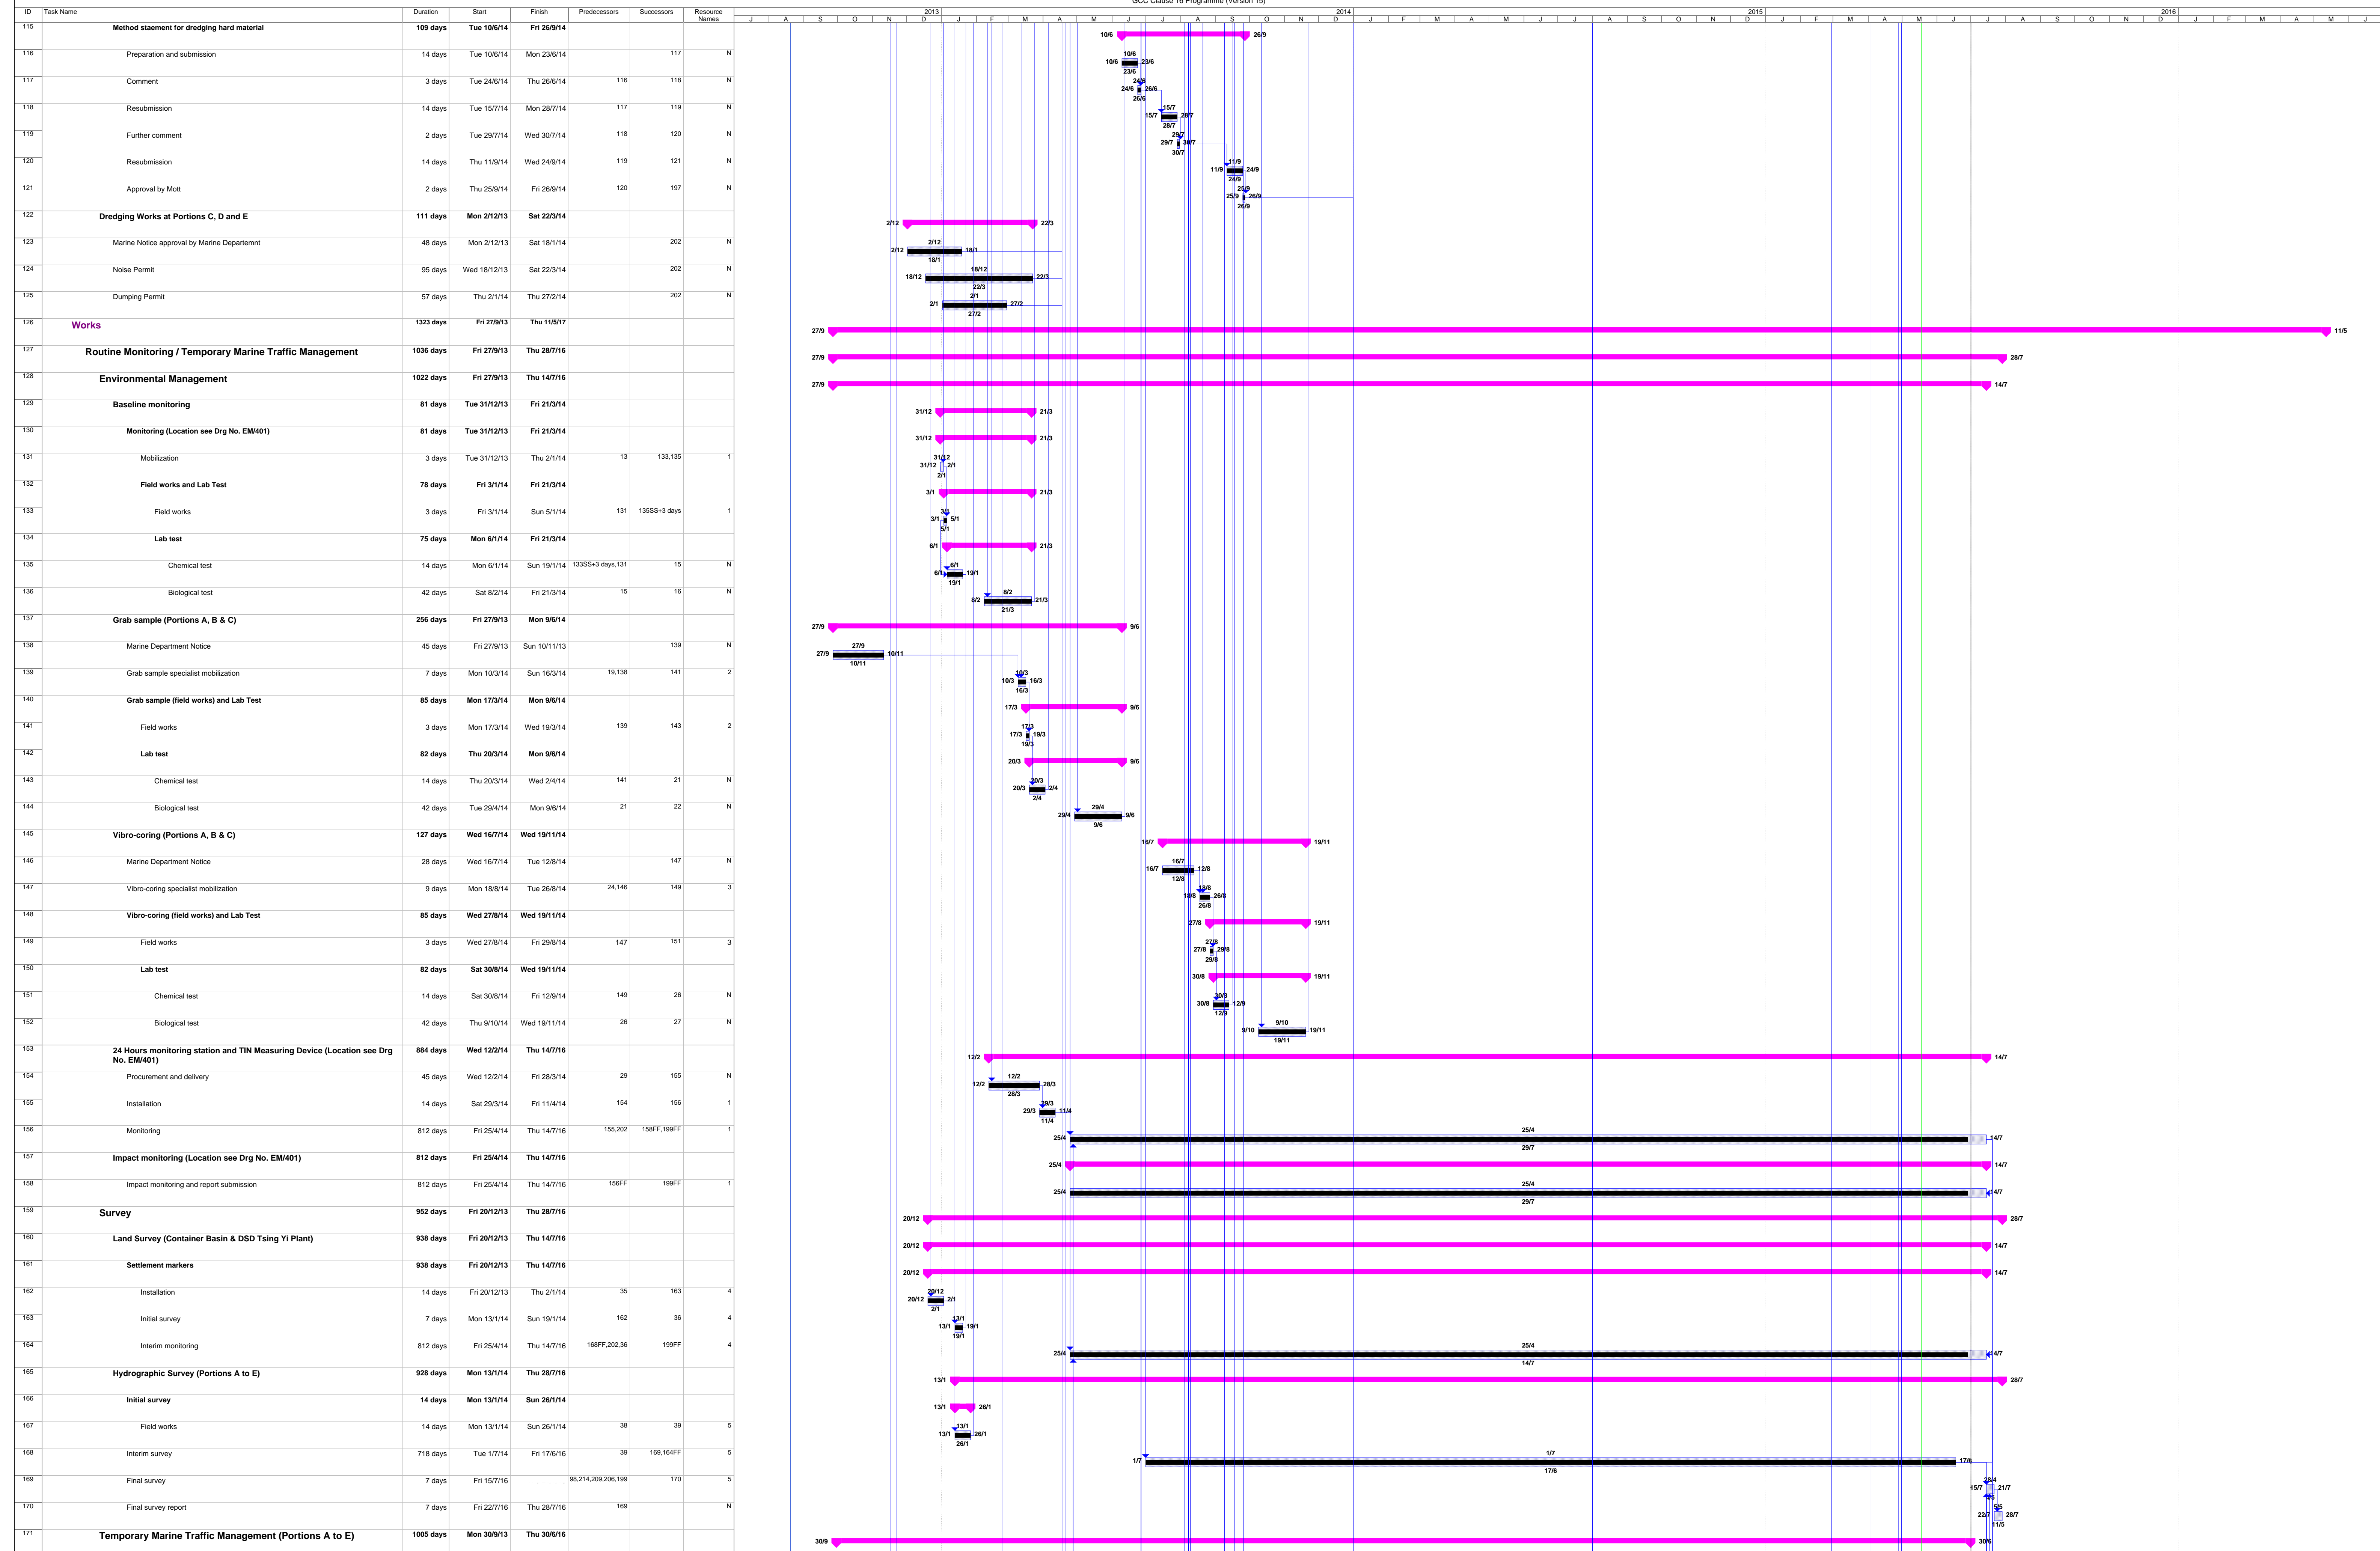 GCC Clause 16 Programme (Version 15)
ID Task Name Duration Start Finish Predecessors Successors Resource Names
2013 2014 2015 2016
J A S O N D J F M A M J J A S O N D J F M A M J J A S O N D J F M A M J J A S O N D J F M A M
115 Method staement for dredging hard material 109 days Tue 10/6/14 Fri 26/9/14
116 Preparation and submission 14 days Tue 10/6/14 Mon 23/6/14 117 N
117 Comment 3 days Tue 24/6/14 Thu 26/6/14 116 118 N
118 Resubmission 14 days Tue 15/7/14 Mon 28/7/14 117 119 N
119 Further comment 2 days Tue 29/7/14 Wed 30/7/14 118 120 N
120 Resubmission 14 days Thu 11/9/14 Wed 24/9/14 119 121 N
121 Approval by Mott 2 days Thu 25/9/14 Fri 26/9/14 120 197 N
122 Dredging Works at Portions C, D and E 111 days Mon 2/12/13 Sat 22/3/14
123 Marine Notice approval by Marine Departemnt 48 days Mon 2/12/13 Sat 18/1/14 202 N
124 Noise Permit 95 days Wed 18/12/13 Sat 22/3/14 202 N
125 Dumping Permit 57 days Thu 2/1/14 Thu 27/2/14 202 N
126 Works 1323 days Fri 27/9/13 Thu 11/5/17
127 Routine Monitoring / Temporary Marine Traffic Management 1036 days Fri 27/9/13 Thu 28/7/16
128 Environmental Management 1022 days Fri 27/9/13 Thu 14/7/16
129 Baseline monitoring 81 days Tue 31/12/13 Fri 21/3/14
130 Monitoring (Location see Drg No. EM/401) 81 days Tue 31/12/13 Fri 21/3/14
131 Mobilization 3 days Tue 31/12/13 Thu 2/1/14 13 133,135 1
132 Field works and Lab Test 78 days Fri 3/1/14 Fri 21/3/14
133 Field works 3 days Fri 3/1/14 Sun 5/1/14 131 135SS+3 days 1
134 Lab test 75 days Mon 6/1/14 Fri 21/3/14
135 Chemical test 14 days Mon 6/1/14 Sun 19/1/14 133SS+3 days,131 15 N
136 Biological test 42 days Sat 8/2/14 Fri 21/3/14 15 16 N
137 Grab sample (Portions A, B & C) 256 days Fri 27/9/13 Mon 9/6/14
138 Marine Department Notice 45 days Fri 27/9/13 Sun 10/11/13 139 N
139 Grab sample specialist mobilization 7 days Mon 10/3/14 Sun 16/3/14 19,138 141 2
140 Grab sample (field works) and Lab Test 85 days Mon 17/3/14 Mon 9/6/14
141 Field works 3 days Mon 17/3/14 Wed 19/3/14 139 143 2
142 Lab test 82 days Thu 20/3/14 Mon 9/6/14
143 Chemical test 14 days Thu 20/3/14 Wed 2/4/14 141 21 N
144 Biological test 42 days Tue 29/4/14 Mon 9/6/14 21 22 N
145 Vibro-coring (Portions A, B & C) 127 days Wed 16/7/14 Wed 19/11/14
146 Marine Department Notice 28 days Wed 16/7/14 Tue 12/8/14 147 N
147 Vibro-coring specialist mobilization 9 days Mon 18/8/14 Tue 26/8/14 24,146 149 3
148 Vibro-coring (field works) and Lab Test 85 days Wed 27/8/14 Wed 19/11/14
149 Field works 3 days Wed 27/8/14 Fri 29/8/14 147 151 3
150 Lab test 82 days Sat 30/8/14 Wed 19/11/14
151 Chemical test 14 days Sat 30/8/14 Fri 12/9/14 149 26 N
152 Biological test 42 days Thu 9/10/14 Wed 19/11/14 26 27 N
153 24 Hours monitoring station and TIN Measuring Device (Location see Drg No. EM/401) 884 days Wed 12/2/14 Thu 14/7/16
154 Procurement and delivery 45 days Wed 12/2/14 Fri 28/3/14 29 155 N
155 Installation 14 days Sat 29/3/14 Fri 11/4/14 154 156 1
156 Monitoring 812 days Fri 25/4/14 Thu 14/7/16 155,202 158FF,199FF 1
157 Impact monitoring (Location see Drg No. EM/401) 812 days Fri 25/4/14 Thu 14/7/16
158 Impact monitoring and report submission 812 days Fri 25/4/14 Thu 14/7/16 156FF 199FF 1
159 Survey 952 days Fri 20/12/13 Thu 28/7/16
160 Land Survey (Container Basin & DSD Tsing Yi Plant) 938 days Fri 20/12/13 Thu 14/7/16
161 Settlement markers 938 days Fri 20/12/13 Thu 14/7/16
162 Installation 14 days Fri 20/12/13 Thu 2/1/14 35 163 4
163 Initial survey 7 days Mon 13/1/14 Sun 19/1/14 162 36 4
164 Interim monitoring 812 days Fri 25/4/14 Thu 14/7/16 168FF,202,36 199FF 4
165 Hydrographic Survey (Portions A to E) 928 days Mon 13/1/14 Thu 28/7/16
166 Initial survey 14 days Mon 13/1/14 Sun 26/1/14
167 Field works 14 days Mon 13/1/14 Sun 26/1/14 38 39 5
168 Interim survey 718 days Tue 1/7/14 Fri 17/6/16 39 169,164FF 5
169 Final survey 7 days Fri 15/7/16 98,214,209,206,199 170 5
170 Final survey report 7 days Fri 22/7/16 Thu 28/7/16 169 N
171 Temporary Marine Traffic Management (Portions A to E) 1005 days Mon 30/9/13 Thu 30/6/16